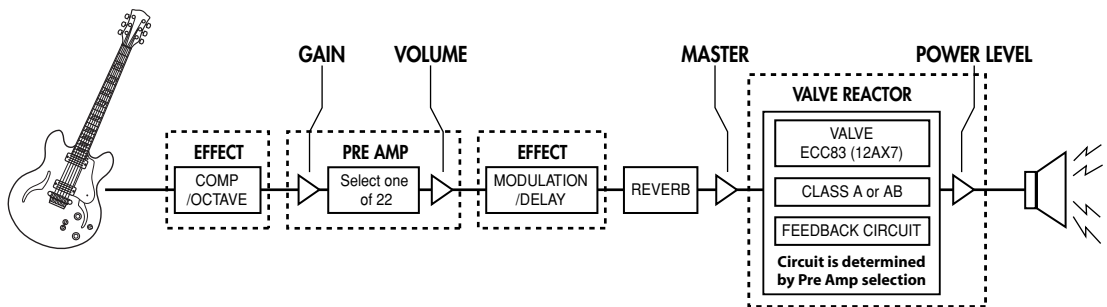 GAIN
VOLUME
MASTER
POWER LEVEL
EFFECT
COMP
/OCTAVE
PRE AMP
Select one
of 22
EFFECT
MODULATION
/DELAY
REVERB
VALVE REACTOR
VALVE
ECC83 (12AX7)
CLASS A or AB
FEEDBACK CIRCUIT
Circuit is determined
by Pre Amp selection